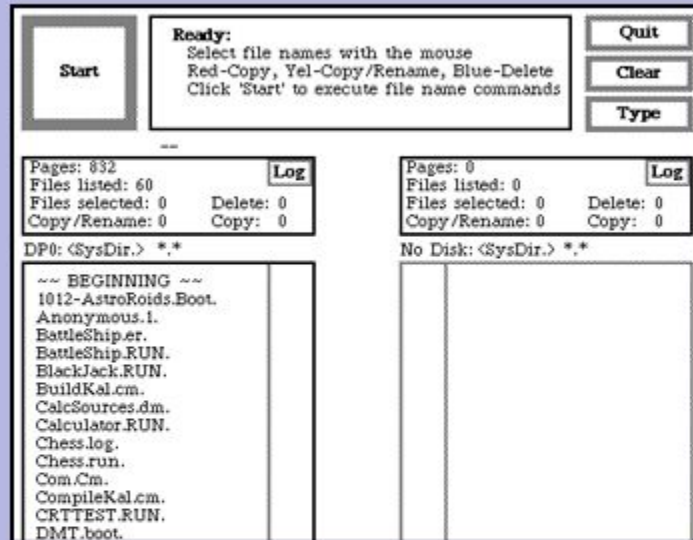 Start
Ready:
Select file names with the mouse
Red-Copy, Yel-Copy/Rename, Blue-Delete
Click 'Start' to execute file name commands
Quit
Clear
Type
--
Pages: 832
Log
Files listed: 60
Files selected: 0 Delete: 0
Copy/Rename: 0 Copy: 0
DP0: <SysDir.> *.*
~~ BEGINNING ~~
1012-AstroRoids.Boot.
Anonymous.1.
BattleShip.er.
BattleShip.RUN.
BlackJack.RUN.
BuildKal.cm.
CalcSources.dm.
Calculator.RUN.
Chess.log.
Chess.run.
Com.Cm.
CompileKal.cm.
CRTTEST.RUN.
DMT.boot.
Pages: 0
Log
Files listed: 0
Files selected: 0 Delete: 0
Copy/Rename: 0 Copy: 0
No Disk: <SysDir.> *.*